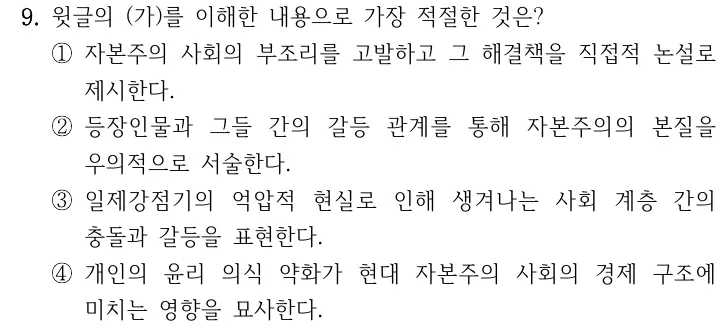 9. 윗글의 (가)를 이해한 내용으로 가장 적절한 것은?
① 자본주의 사회의 부조리를 고발하고 그 해결책을 직접적 논설로
제시한다.
② 등장인물과 그들 간의 갈등 관계를 통해 자본주의의 본질을
우의적으로 서술한다.
③ 일제강점기의 억압적 현실로 인해 생겨나는 사회 계층 간의
충돌과 갈등을 표현한다.
④ 개인의 윤리 의식 약화가 현대 자본주의 사회의 경제 구조에
미치는 영향을 묘사한다.